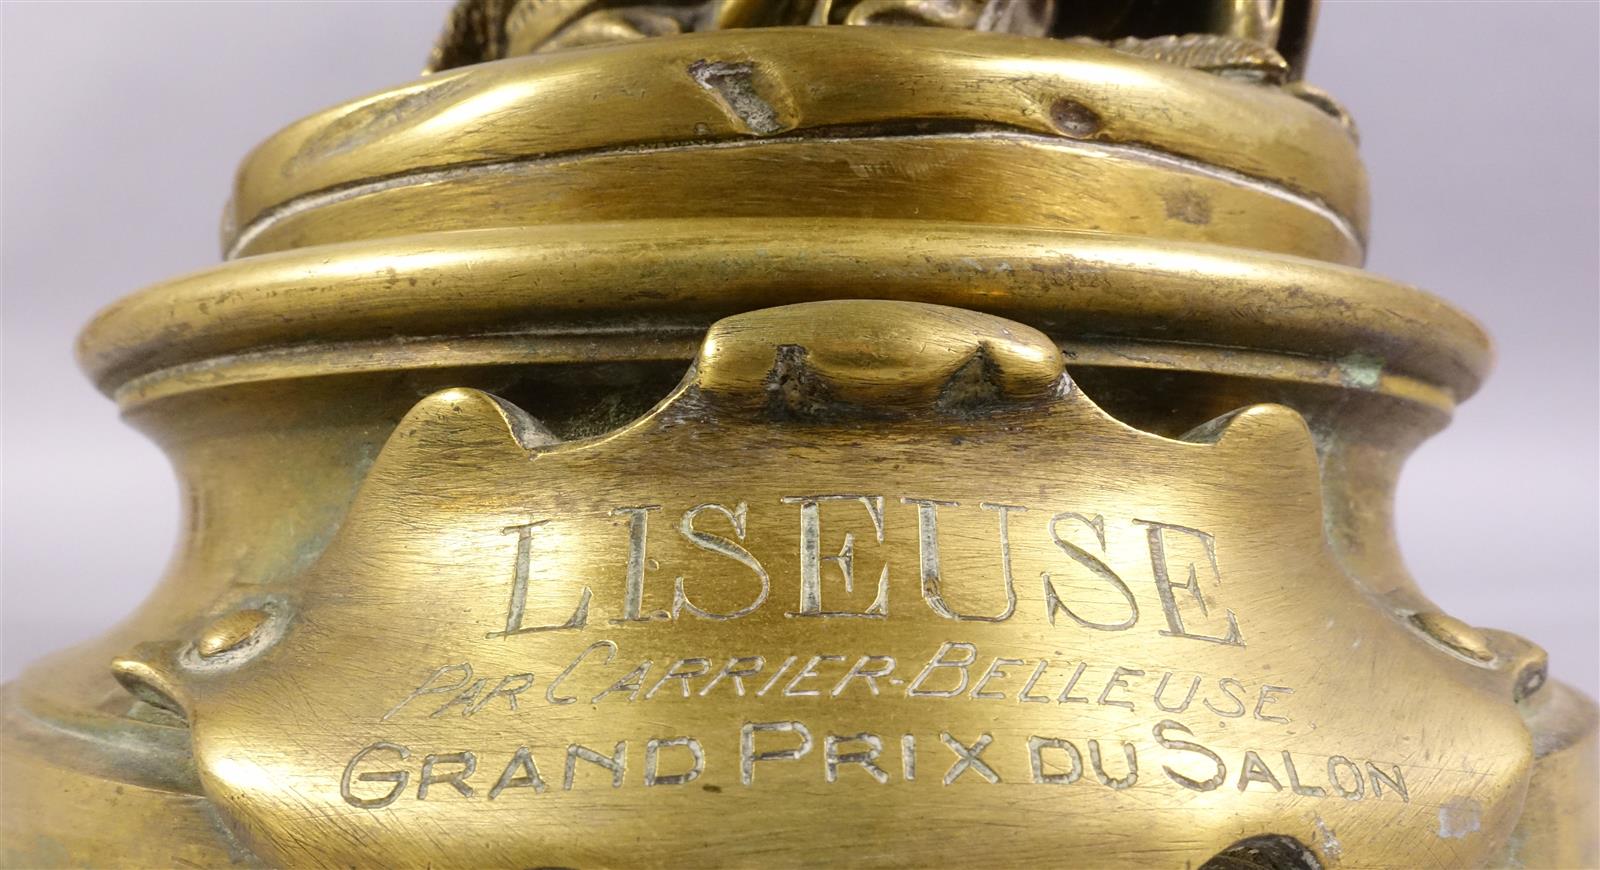 LISEUSE
PAR CARRIER-BELLEUSE.
GRAND PRIX DU SALON